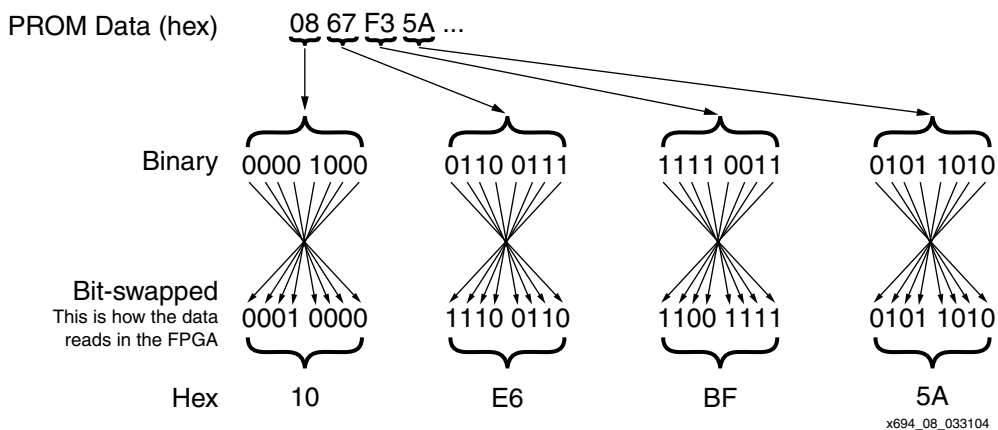 PROM Data (hex) 08 67 F3 5A ...
Binary 0000 1000 0110 0111 1111 0011 0101 1010
Bit-swapped
This is how the data
reads in the FPGA
0001 0000 1110 0110 1100 1111 0101 1010
Hex 10 E6 BF 5A
x694_08_033104